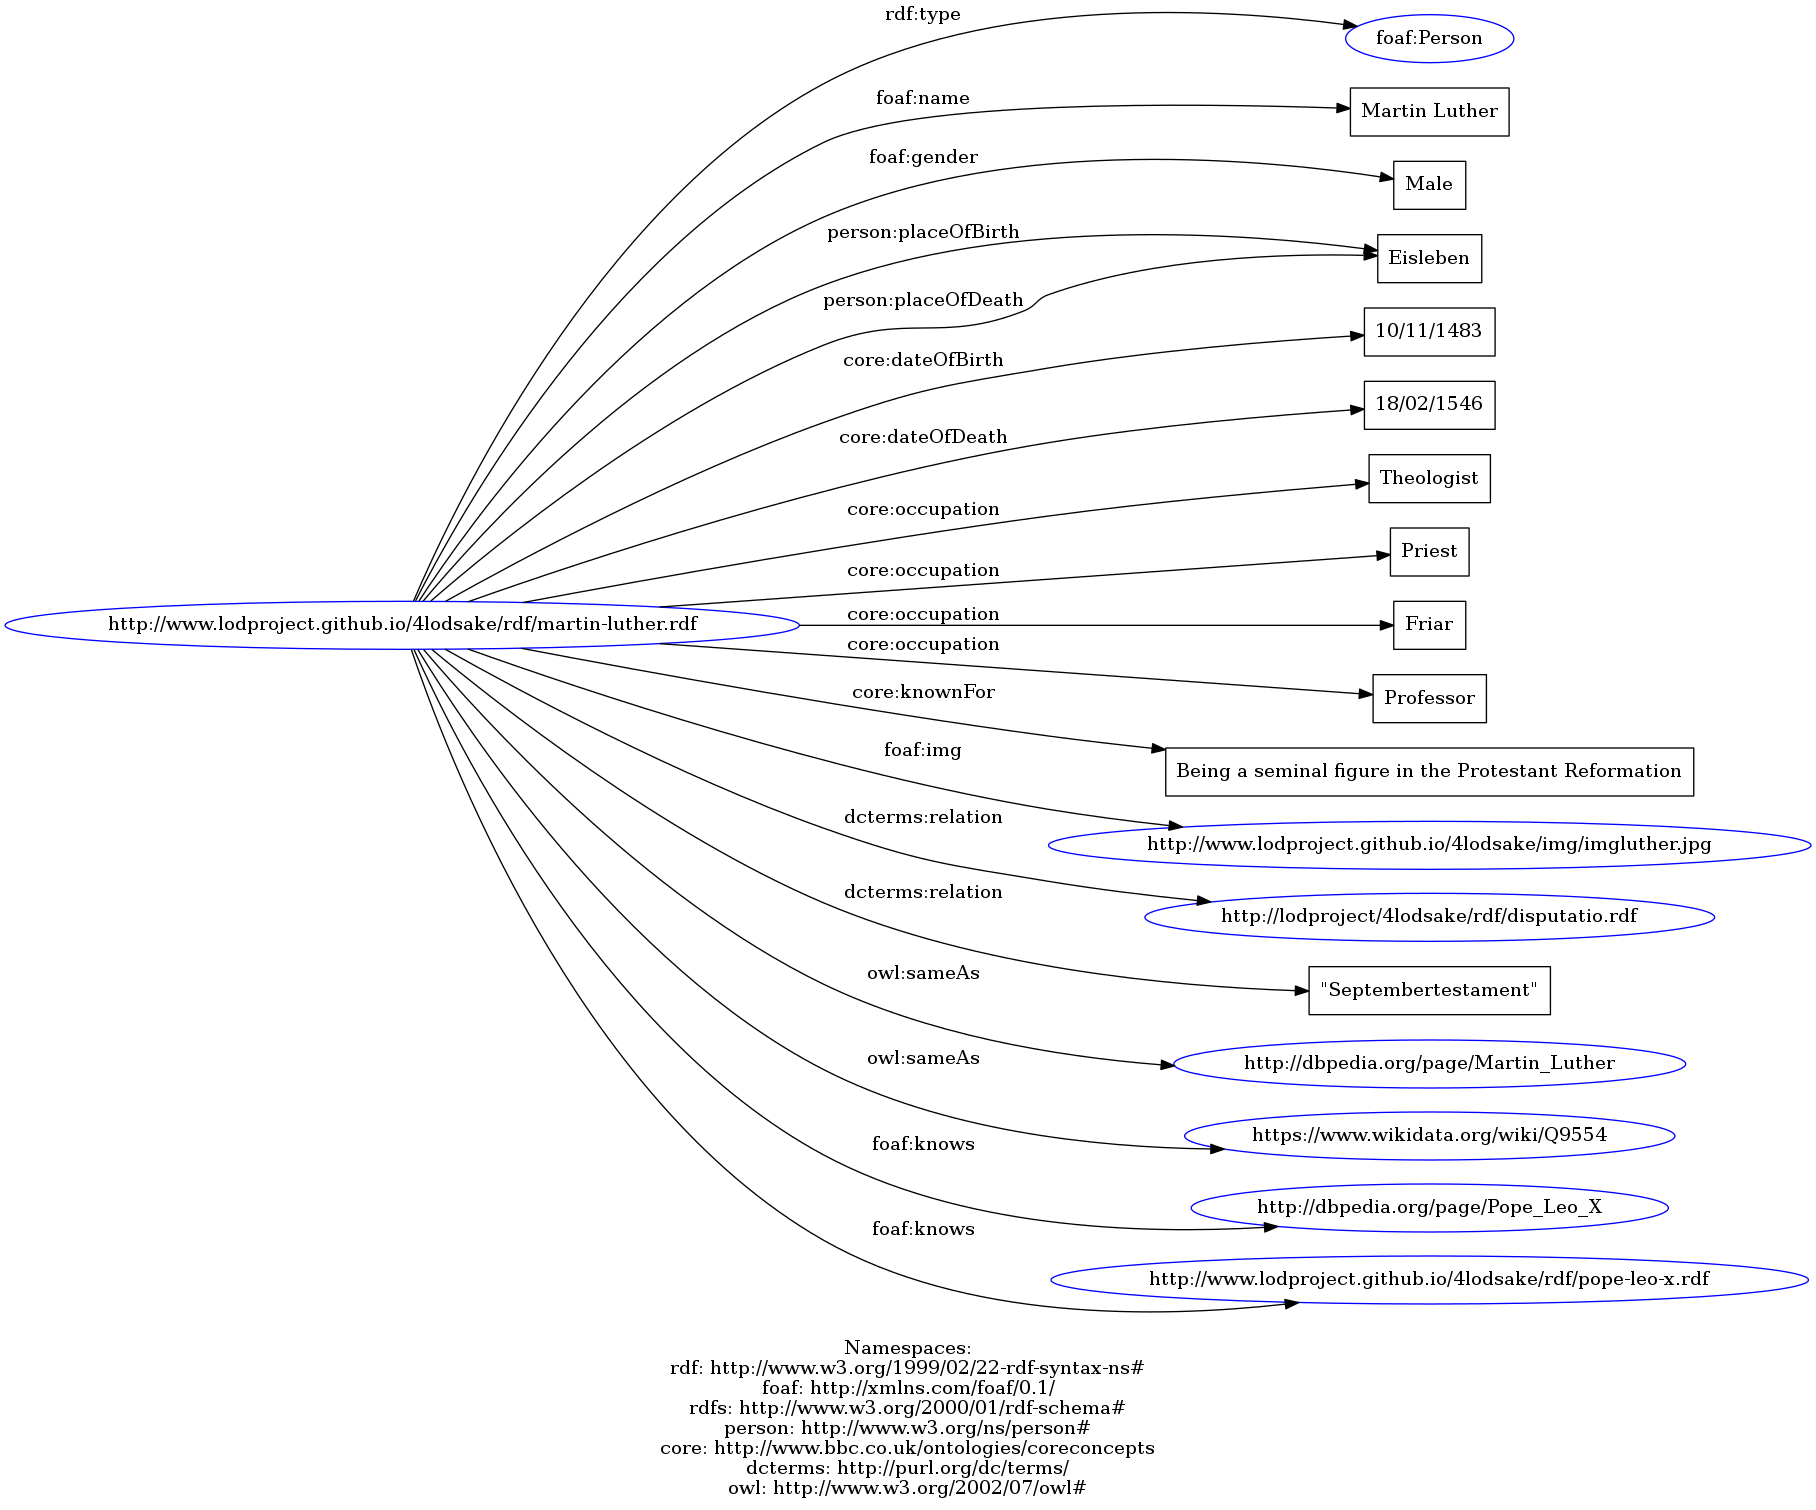 rdf:type
foaf:Person
foaf:name
Martin Luther
foaf:gender
Male
person:placeOfBirth
Eisleben
person:placeOfDeath
10/11/1483
core:dateOfBirth
18/02/1546
core:dateOfDeath
Theologist
core:occupation
Priest
core:occupation
http://www.lodproject.github.io/4lodsake/rdf/martin-luther.rdf
core:occupation
Friar
core:occupation
Professor
core:knownFor
Being a seminal figure in the Protestant Reformation
foaf:img
http://www.lodproject.github.io/4lodsake/img/imgluther.jpg
dcterms:relation
http://lodproject/4lodsake/rdf/disputatio.rdf
dcterms:relation
"Septembertestament"
owl:sameAs
http://dbpedia.org/page/Martin_Luther
owl:sameAs
https://www.wikidata.org/wiki/Q9554
foaf:knows
http://dbpedia.org/page/Pope_Leo_X
foaf:knows
http://www.lodproject.github.io/4lodsake/rdf/pope-leo-x.rdf
Namespaces:
rdf: http://www.w3.org/1999/02/22-rdf-syntax-ns#
foaf: http://xmlns.com/foaf/0.1/
rdfs: http://www.w3.org/2000/01/rdf-schema#
person: http://www.w3.org/ns/person#
core: http://www.bbc.co.uk/ontologies/coreconcepts
dcterms: http://purl.org/dc/terms/
owl: http://www.w3.org/2002/07/owl#